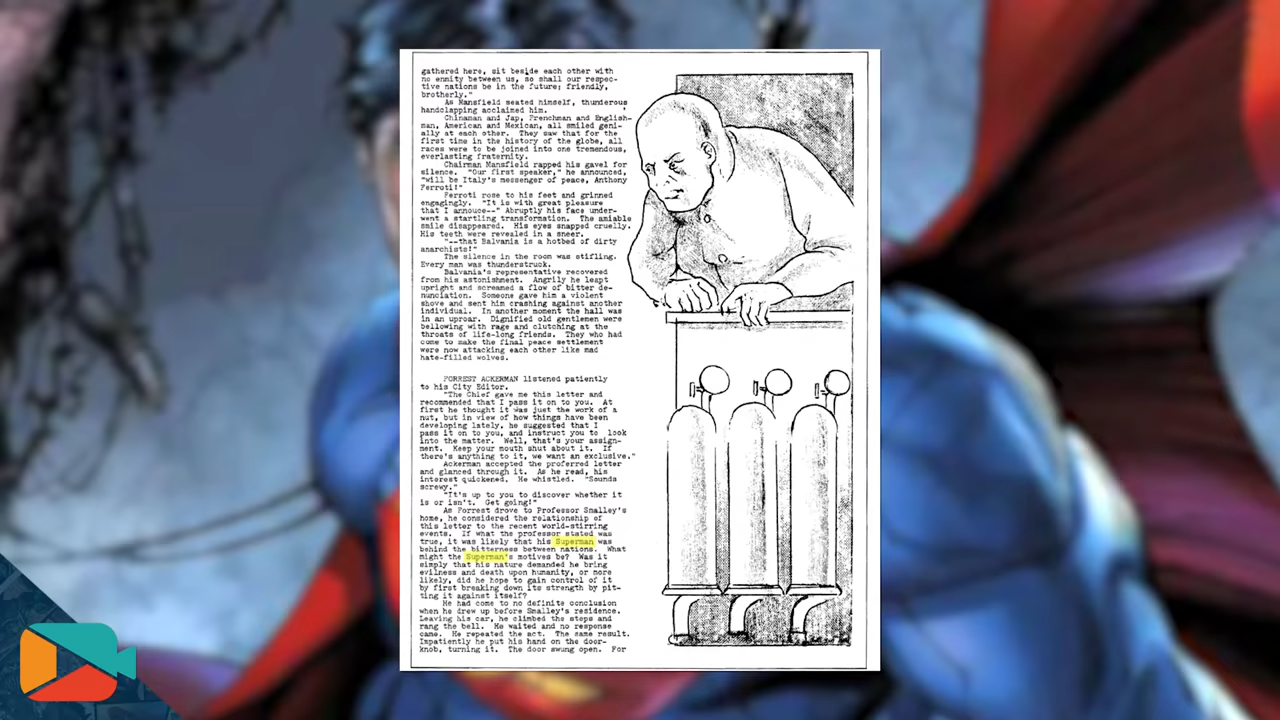 gathered here, sit beside each other with
no enmity between us, so shall our respec-
tive nations be in the future; friendly,
brotherly."
As Mansfield seated himself, thunderous
handclapping acclaimed him.
Chinaman and Jap, Frenchman and English-
man, American and Mexican, all smiled geni-
ally at each other. They saw that for the
first time in the history of the globe, all
races were to be joined into one tremendous,
everlasting fraternity.
Chairman Mansfield rapped his gavel for
silence. "Our first speaker," he announced,
"will be Italy's messenger of peace, Anthony
Ferroti!"
Ferroti rose to his feet and grinned
engagingly. "It is with great pleasure
that I annouce--" Abruptly his face under-
went a startling transformation. The amiable
smile disappeared. His eyes snapped cruelly.
His teeth were revealed in a sneer.
"--that Balvania is a hotbed of dirty
anarchists!"
The silence in the room was stifling.
Every man was thunderstruck.
Balvania's representative recovered
from his astonishment. Angrily he leapt
upright and screamed a flow of bitter de-
nunciation. Someone gave him a violent
shove and sent him crashing against another
individual. In another moment the hall was
in an uproar. Dignified old gentlemen were
bellowing with rage and clutching at the
throats of life-long friends. They who had
come to make the final peace settlement
were now attacking each other like mad
hate-filled wolves.
FORREST ACKERMAN listened patiently
to his City Editor.
"The Chief gave me this letter and
recommended that I pass it on to you. At
first he thought it was just the work of a
nut, but in view of how things have been
developing lately, he suggested that I
pass it on to you, and instruct you to look
into the matter. Well, that's your assign-
ment. Keep your mouth shut about it. If
there's anything to it, we want an exclusive."
Ackerman accepted the proferred letter
and glanced through it. As he read, his
interest quickened. He whistled. "Sounds
screwy."
"It's up to you to discover whether it
is or isn't. Get going!"
As Forrest drove to Professor Smalley's
home, he considered the relationship of
this letter to the recent world-stirring
events. If what the professor stated was
true, it was likely that his Superman was
behind the bitterness between nations. What
might the Superman's motives be? Was it
simply that his nature demanded he bring
evilness and death upon humanity, or more
likely, did he hope to gain control of it
by first breaking down its strength by pit-
ting it against itself?
He had come to no definite conclusion
when he drew up before Smalley's residence.
Leaving his car, he climbed the steps and
rang the bell. He waited and no response
came. He repeated the act. The same result.
Impatiently he put his hand on the door-
knob, turning it. The door swung open. For